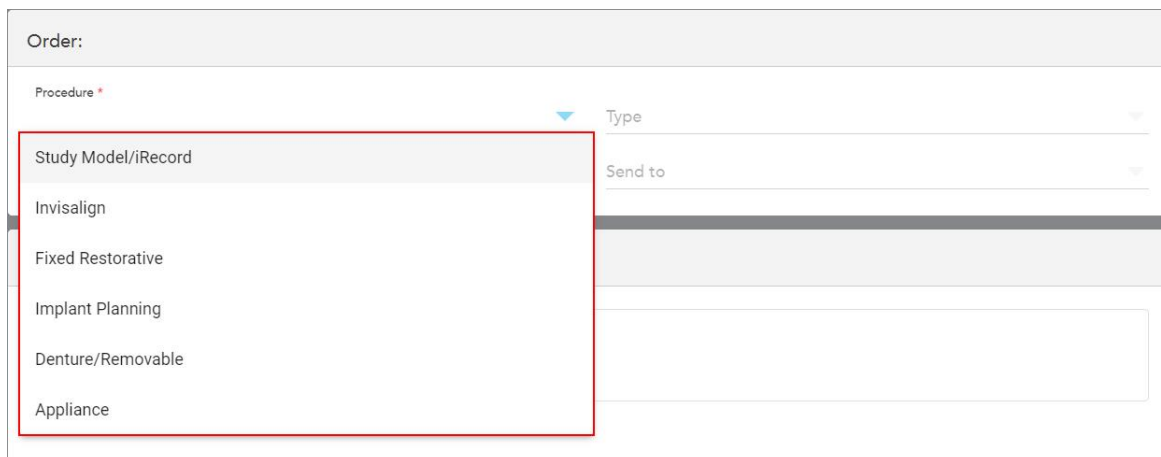 Order:
Procedure *
Type
Study Model/iRecord
Send to
Invisalign
Fixed Restorative
Implant Planning
Denture/Removable
Appliance